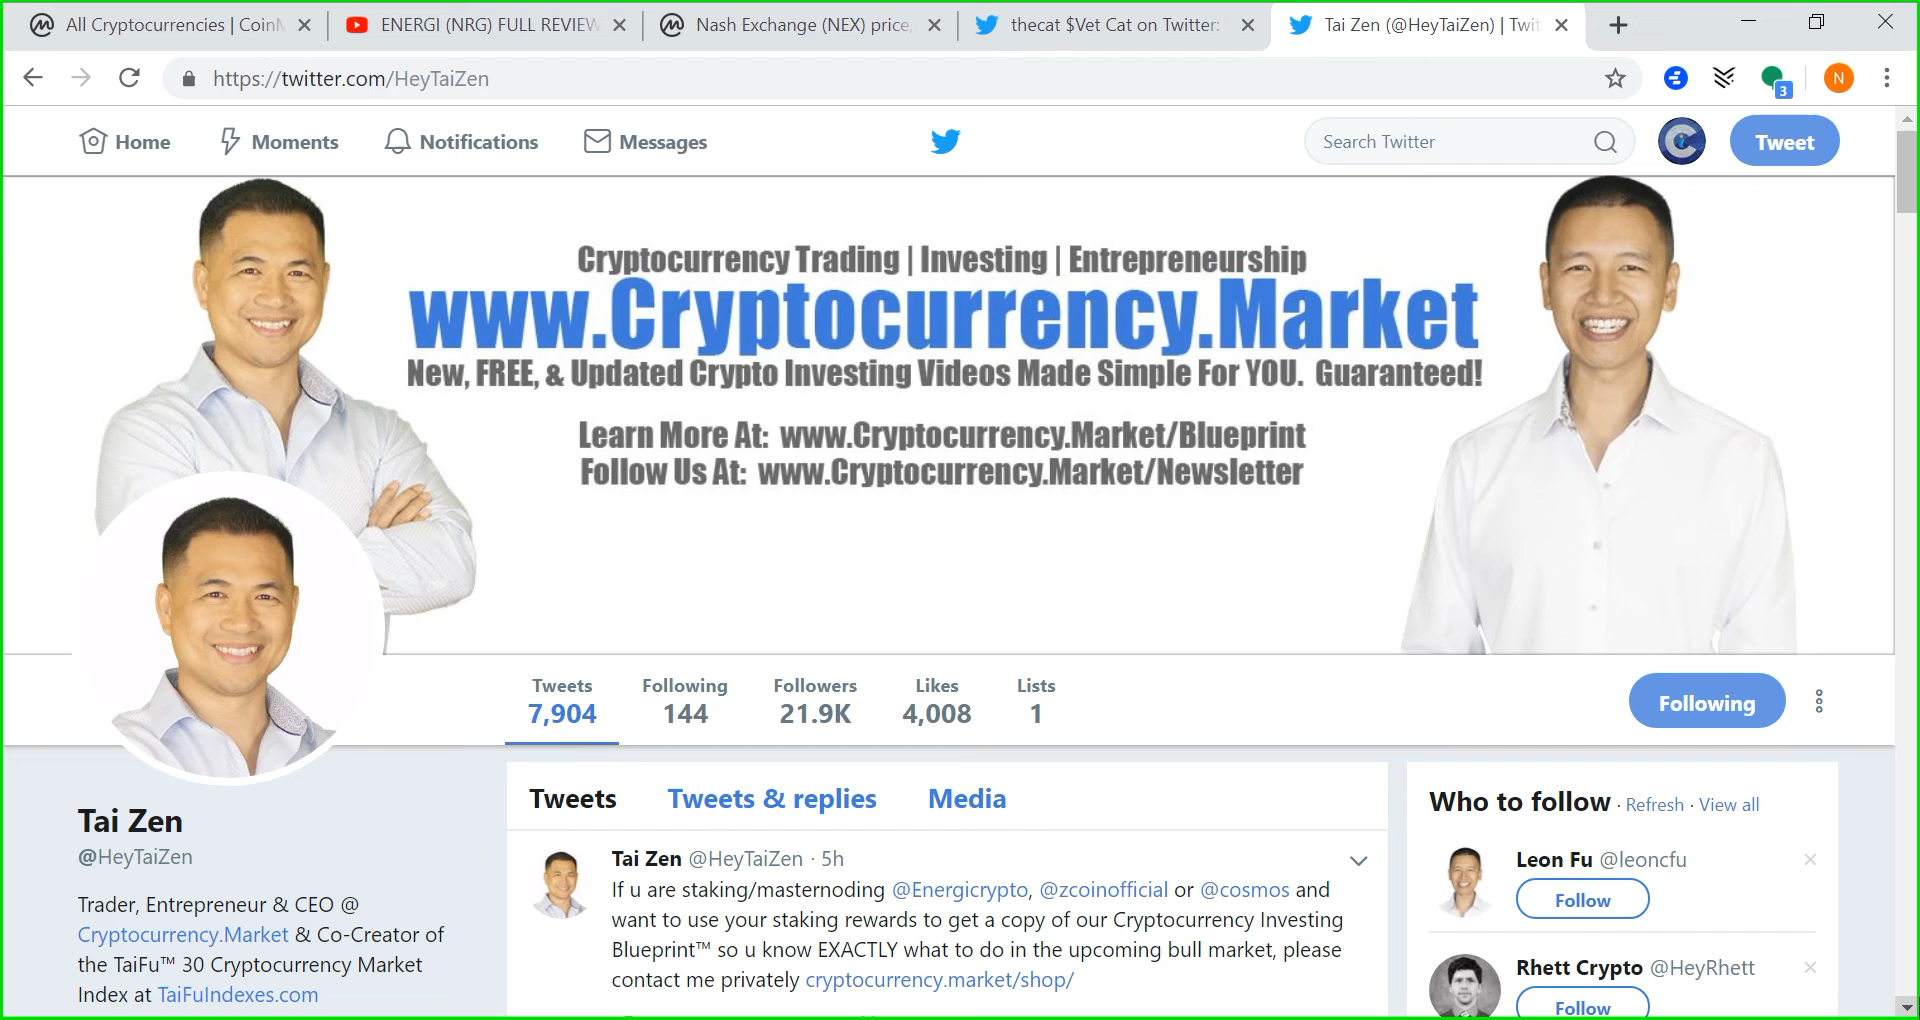 All Cryptocurrencies | Coin
ENERGI (NRG) FULL REVIEW
Nash Exchange (NEX) price,
thecat $Vet Cat on Twitter:
Tai Zen (@HeyTaiZen) | Twit
https://twitter.com/HeyTaiZen
3
N
Home
Moments
Notifications
Messages
Search Twitter
Tweet
Cryptocurrency Trading | Investing | Entrepreneurship
www.Cryptocurrency.Market
New, FREE, & Updated Crypto Investing Videos Made Simple For YOU. Guaranteed!
Learn More At: www.Cryptocurrency.Market/Blueprint
Follow Us At: www.Cryptocurrency.Market/Newsletter
Tweets Following Followers Likes Lists
7,904 144 21.9K 4,008 1
Following
Tai Zen
@HeyTaiZen
Trader, Entrepreneur & CEO @
Cryptocurrency.Market & Co-Creator of
the TaiFu™ 30 Cryptocurrency Market
Index at TaiFuIndexes.com
Tweets Tweets & replies Media
Tai Zen @HeyTaiZen · 5h
If u are staking/masternoding @Energicrypto, @zcoinofficial or @cosmos and
want to use your staking rewards to get a copy of our Cryptocurrency Investing
Blueprint™ so u know EXACTLY what to do in the upcoming bull market, please
contact me privately cryptocurrency.market/shop/
Who to follow · Refresh · View all
Leon Fu @leoncfu
Follow
Rhett Crypto @HeyRhett
Follow